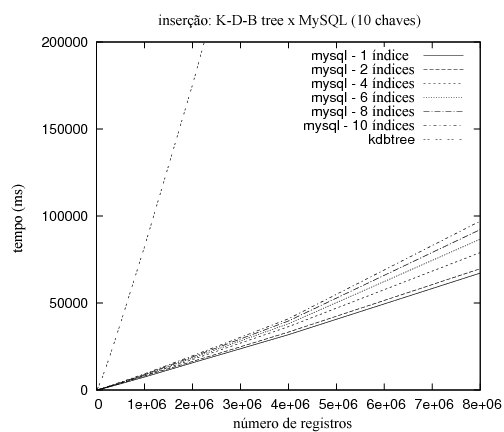 inserção: K-D-B tree x MySQL (10 chaves)
200000
150000
100000
50000
0
tempo (ms)
mysql - 1 índice
mysql - 2 índices
mysql - 4 índices
mysql - 6 índices
mysql - 8 índices
mysql - 10 índices
kdbtree
0 1e+06 2e+06 3e+06 4e+06 5e+06 6e+06 7e+06 8e+06
número de registros